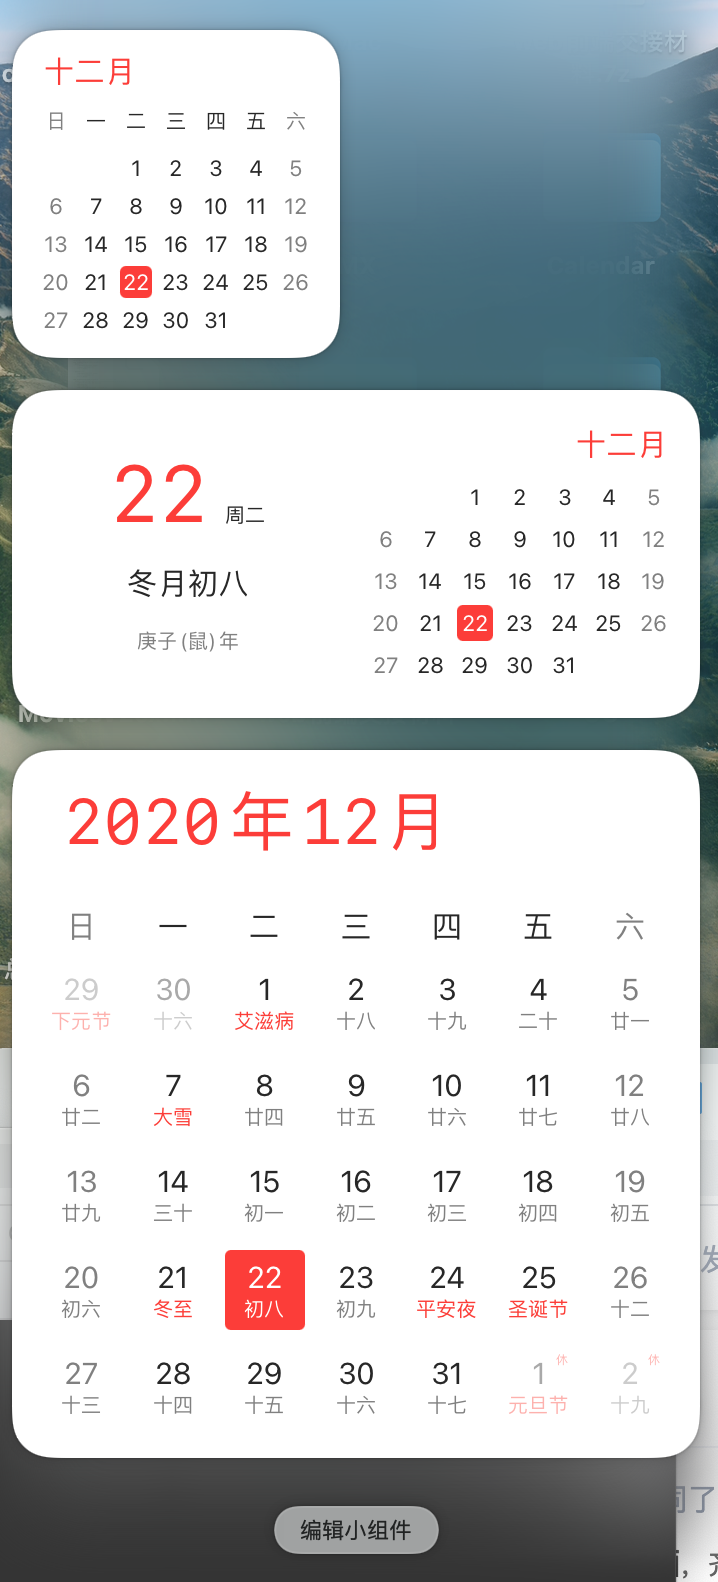 十二月
日 一 二 三 四 五 六
1 2 3 4 5
6 7 8 9 10 11 12
13 14 15 16 17 18 19
20 21 22 23 24 25 26
27 28 29 30 31
22 周二
冬月初八
庚子(鼠)年
十二月
1 2 3 4 5
6 7 8 9 10 11 12
13 14 15 16 17 18 19
20 21 22 23 24 25 26
27 28 29 30 31
2020年12月
日 一 二 三 四 五 六
29 30 1 2 3 4 5
下元节 十六 艾滋病 十八 十九 二十 廿一
6 7 8 9 10 11 12
廿二 大雪 廿四 廿五 廿六 廿七 廿八
13 14 15 16 17 18 19
廿九 三十 初一 初二 初三 初四 初五
20 21 22 23 24 25 26
初六 冬至 初八 初九 平安夜 圣诞节 十二
27 28 29 30 31 1 休 2 休
十三 十四 十五 十六 十七 元旦节 十九
编辑小组件